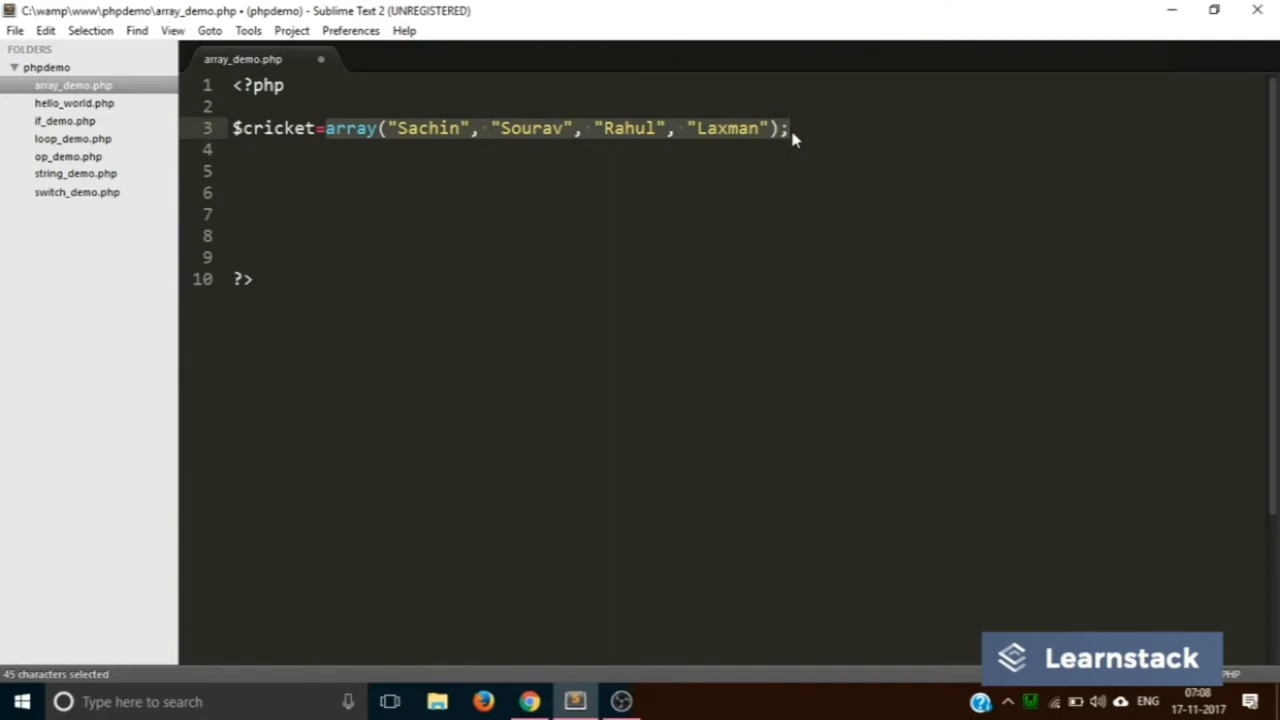 C:\wamp\www\phpdemo\array_demo.php • (phpdemo) - Sublime Text 2 (UNREGISTERED)
File Edit Selection Find View Goto Tools Project Preferences Help
FOLDERS
phpdemo
array_demo.php
hello_world.php
if_demo.php
loop_demo.php
op_demo.php
string_demo.php
switch_demo.php
array_demo.php
1 <?php
2
3 $cricket=array("Sachin", "Sourav", "Rahul", "Laxman");
4
5
6
7
8
9
10 ?>
Learnstack
45 characters selected
PHP
Type here to search
ENG
07:08
17-11-2017